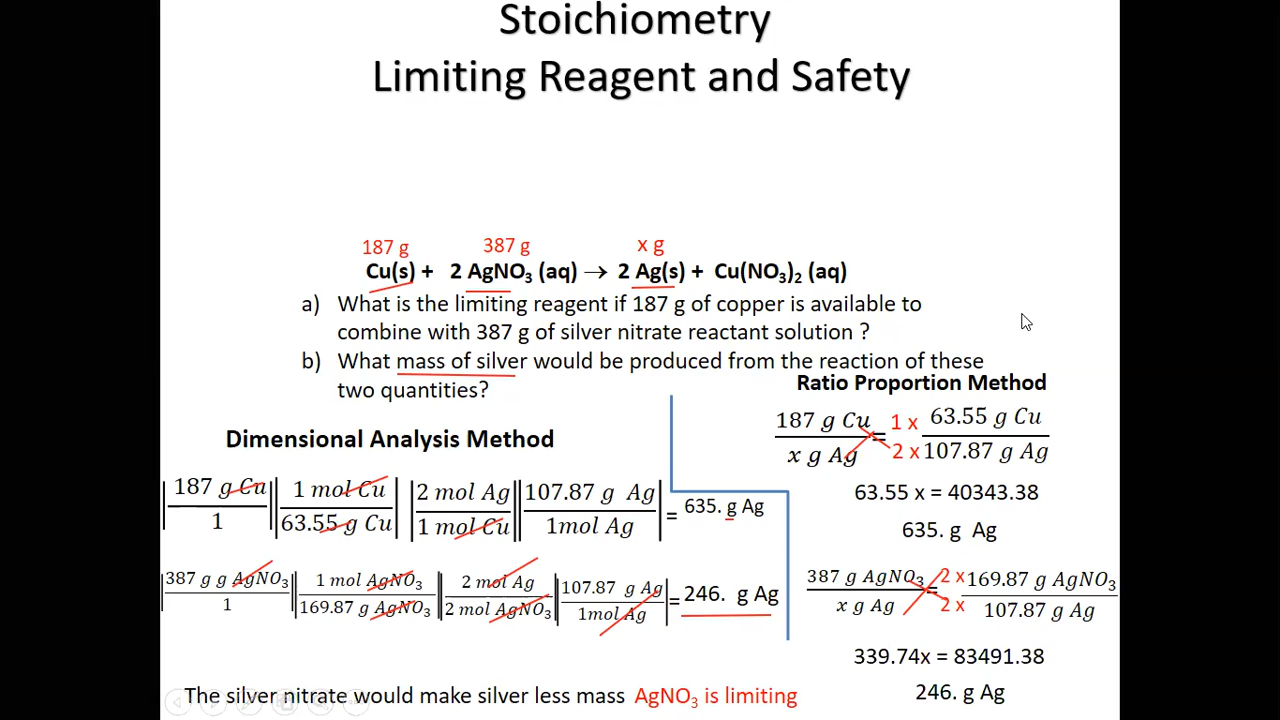 Stoichiometry
Limiting Reagent and Safety
187 g 387 g x g
Cu(s) + 2 AgNO₃ (aq) → 2 Ag(s) + Cu(NO₃)₂ (aq)
a) What is the limiting reagent if 187 g of copper is available to
combine with 387 g of silver nitrate reactant solution ?
b) What mass of silver would be produced from the reaction of these
two quantities?
Dimensional Analysis Method
|187 g Cu / 1||1 mol Cu / 63.55 g Cu| |2 mol Ag / 1 mol Cu||107.87 g Ag / 1mol Ag| = 635. g Ag
|387 g g AgNO₃ / 1||1 mol AgNO₃ / 169.87 g AgNO₃||2 mol Ag / 2 mol AgNO₃||107.87 g Ag / 1mol Ag| = 246. g Ag
The silver nitrate would make silver less mass AgNO₃ is limiting
Ratio Proportion Method
187 g Cu / x g Ag = 1 x 63.55 g Cu / 2 x 107.87 g Ag
63.55 x = 40343.38
635. g Ag
387 g AgNO₃ / x g Ag = 2 x 169.87 g AgNO₃ / 2 x 107.87 g Ag
339.74x = 83491.38
246. g Ag